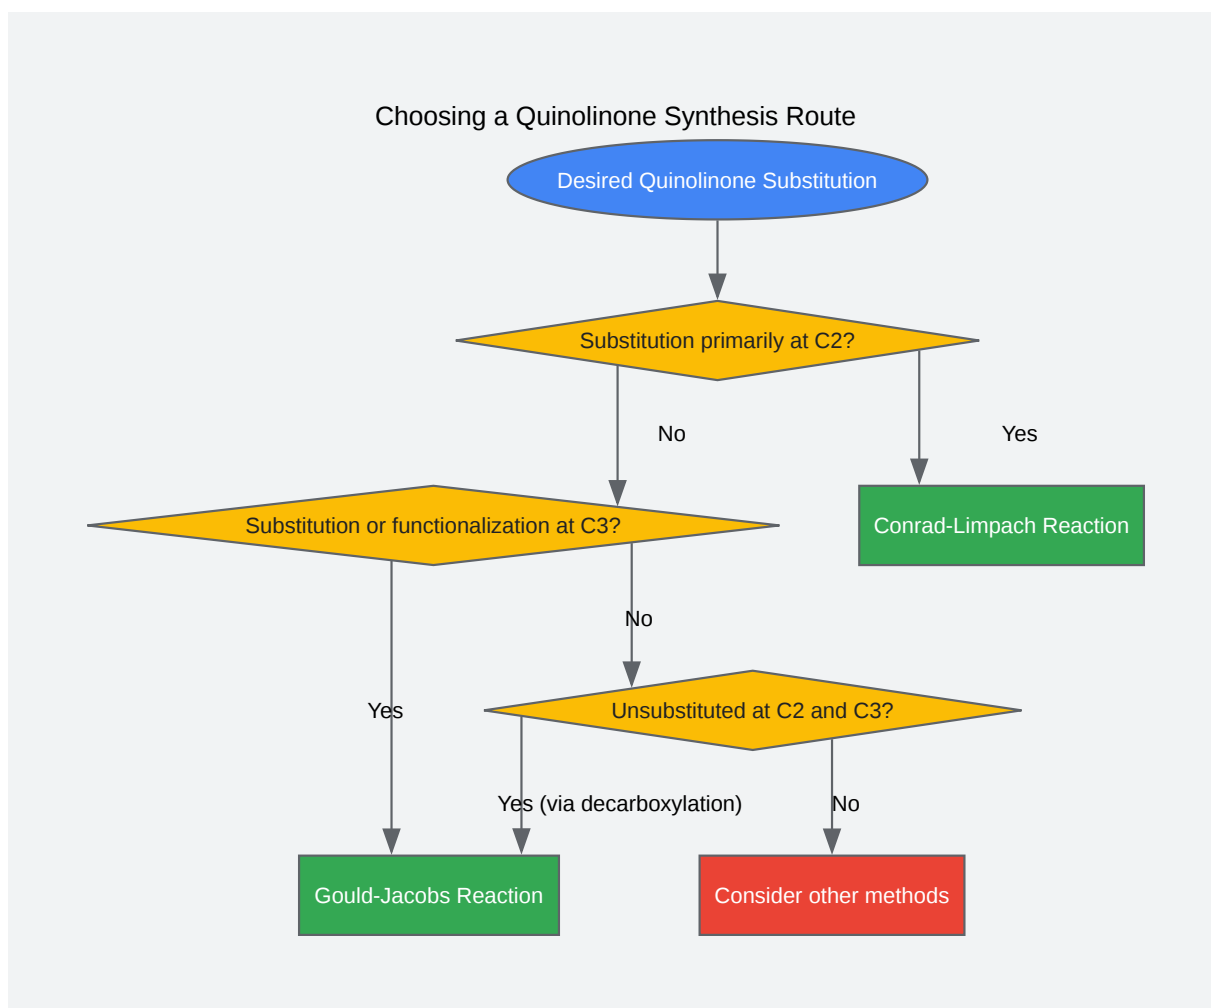 Choosing a Quinolinone Synthesis Route
Desired Quinolinone Substitution
Substitution primarily at C2?
No
Yes
Substitution or functionalization at C3?
Conrad-Limpach Reaction
No
Yes
Unsubstituted at C2 and C3?
Yes (via decarboxylation)
No
Gould-Jacobs Reaction
Consider other methods